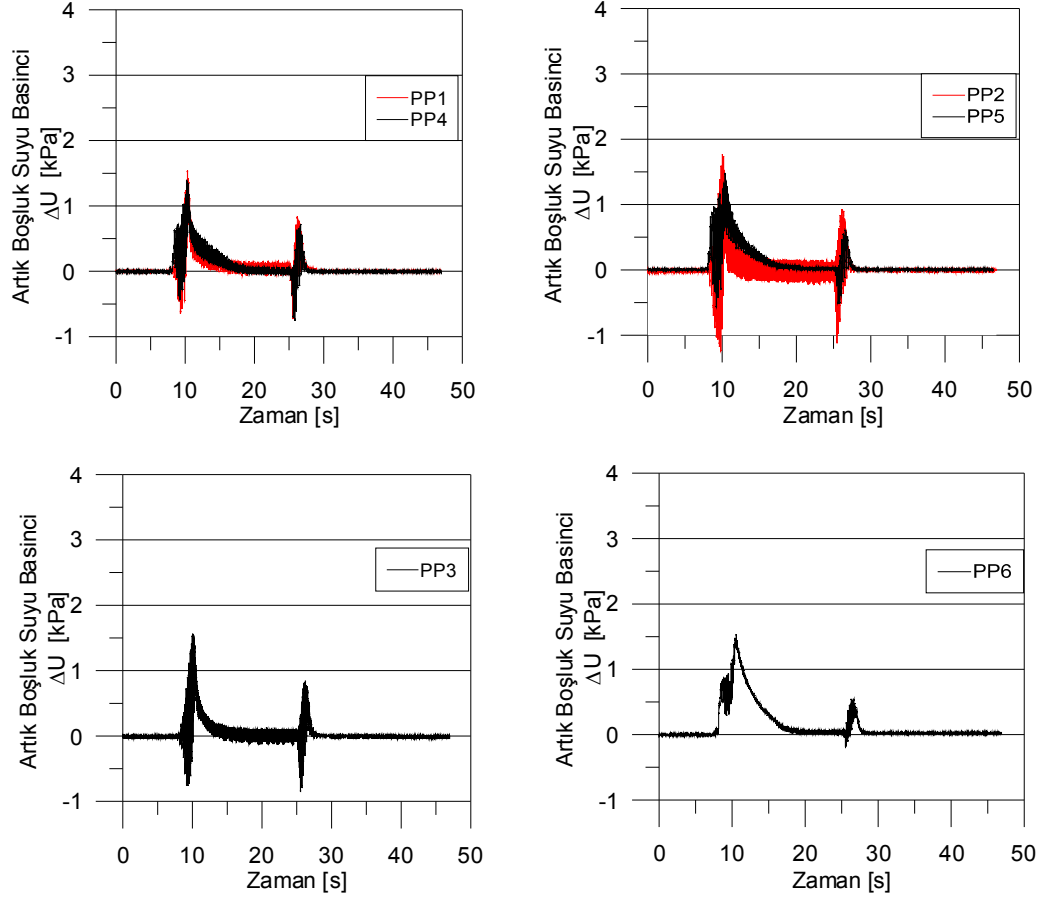 4
3
2
1
0
-1
Artık Boşluk Suyu Basinci
ΔU [kPa]
PP1
PP4
0 10 20 30 40 50
Zaman [s]
4
3
2
1
0
-1
Artık Boşluk Suyu Basinci
ΔU [kPa]
PP2
PP5
0 10 20 30 40 50
Zaman [s]
4
3
2
1
0
-1
Artık Boşluk Suyu Basinci
ΔU [kPa]
PP3
0 10 20 30 40 50
Zaman [s]
4
3
2
1
0
-1
Artık Boşluk Suyu Basinci
ΔU [kPa]
PP6
0 10 20 30 40 50
Zaman [s]